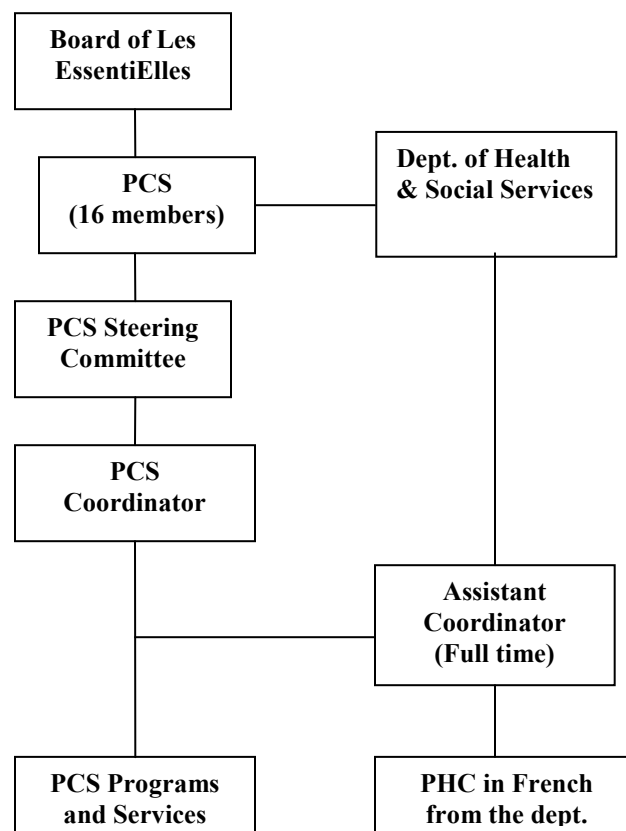 Board of Les
EssentiElles
PCS
(16 members)
Dept. of Health
& Social Services
PCS Steering
Committee
PCS
Coordinator
Assistant
Coordinator
(Full time)
PCS Programs
and Services
PHC in French
from the dept.